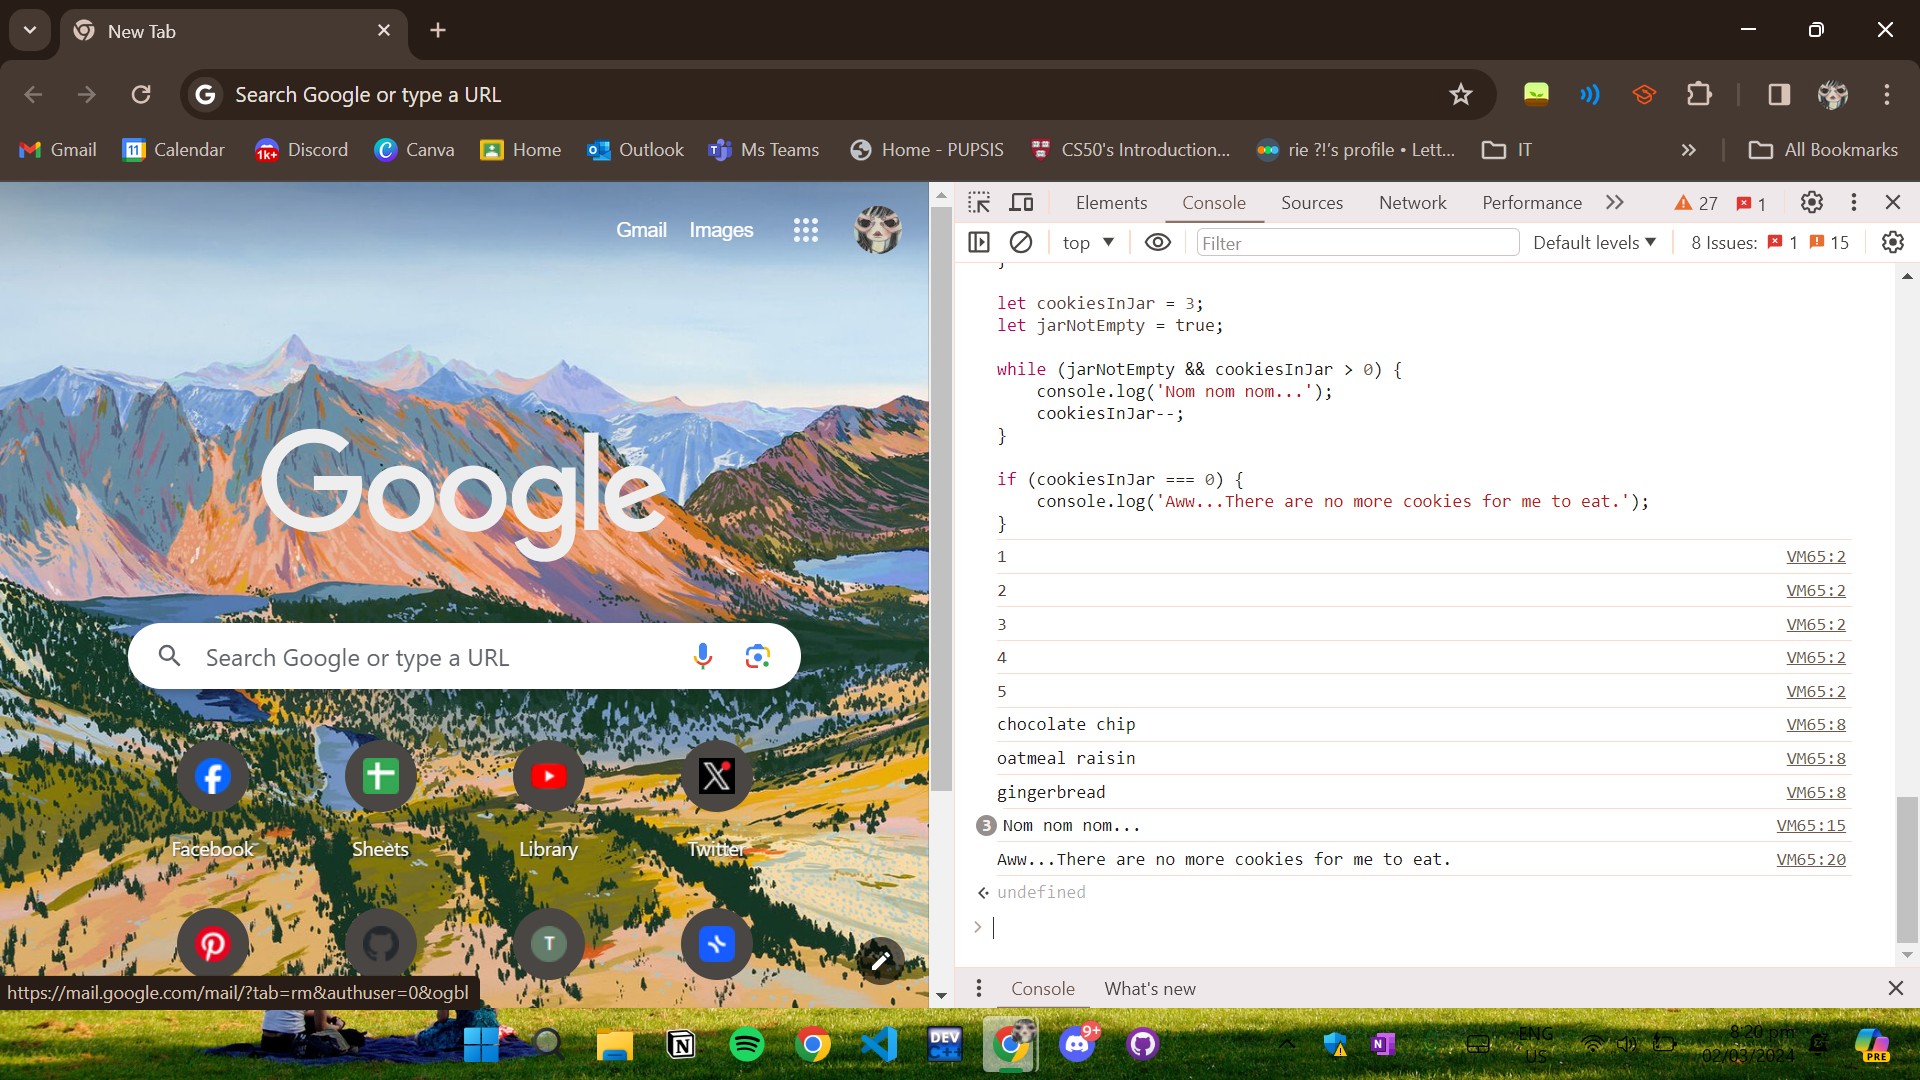 New Tab
Search Google or type a URL
Gmail
Calendar
1k+
Discord
Canva
Home
Outlook
Ms Teams
Home - PUPSIS
CS50's Introduction...
rie ?!'s profile • Lett...
IT
All Bookmarks
Gmail Images
Google
Search Google or type a URL
Facebook Sheets Library Twitter
T
https://mail.google.com/mail/?tab=rm&authuser=0&ogbl
Elements Console Sources Network Performance 27 1
top Filter Default levels 8 Issues: 1 15
}
let cookiesInJar = 3;
let jarNotEmpty = true;
while (jarNotEmpty && cookiesInJar > 0) {
console.log('Nom nom nom...');
cookiesInJar--;
}
if (cookiesInJar === 0) {
console.log('Aww...There are no more cookies for me to eat.');
}
1 VM65:2
2 VM65:2
3 VM65:2
4 VM65:2
5 VM65:2
chocolate chip VM65:8
oatmeal raisin VM65:8
gingerbread VM65:8
3 Nom nom nom... VM65:15
Aww...There are no more cookies for me to eat. VM65:20
undefined
Console What's new
DEV C++
9+
ENG
US
8:20 pm
02/03/2024
PRE